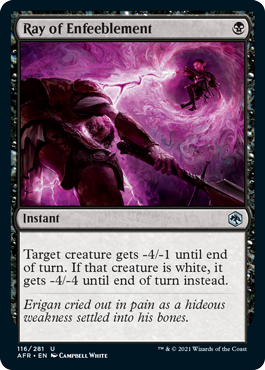 Ray of Enfeeblement
Instant
Target creature gets -4/-1 until end
of turn. If that creature is white, it
gets -4/-4 until end of turn instead.
Erigan cried out in pain as a hideous
weakness settled into his bones.
116/281 U
AFR • EN CAMPBELL WHITE
™ & © 2021 Wizards of the Coast